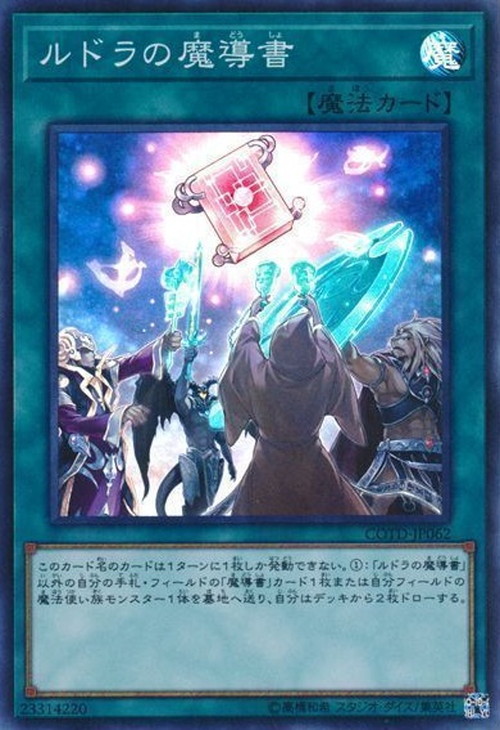 ルドラの魔導書
魔
【魔法カード】
COTD-JP062
このカード名のカードは1ターンに1枚しか発動できない。①:「ルドラの魔導書」
以外の自分の手札・フィールドの「魔導書」カード1枚または自分フィールドの
魔法使い族モンスター1体を墓地へ送り、自分はデッキから2枚ドローする。
23314220 ©高橋和希 スタジオ・ダイス/集英社